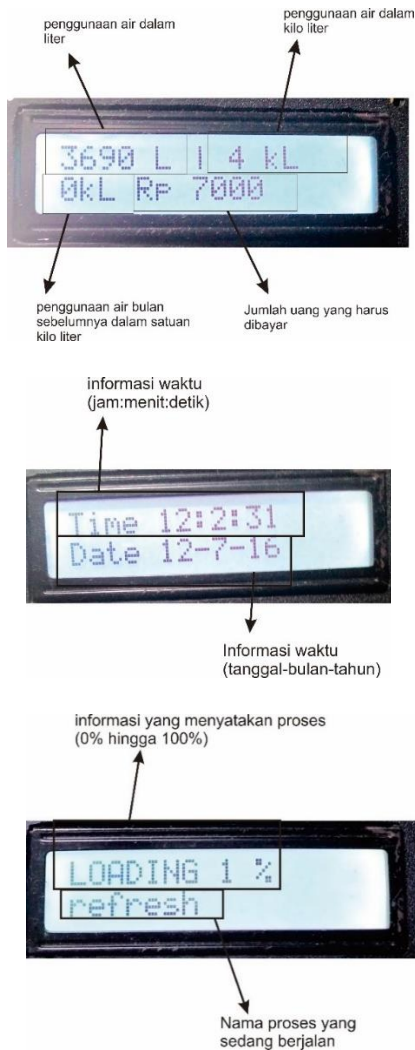 penggunaan air dalam
liter
penggunaan air dalam
kilo liter
3690 L | 4 kL
0kL Rp 7000
penggunaan air bulan
sebelumnya dalam satuan
kilo liter
Jumlah uang yang harus
dibayar
informasi waktu
(jam:menit:detik)
Time 12:2:31
Date 12-7-16
Informasi waktu
(tanggal-bulan-tahun)
informasi yang menyatakan proses
(0% hingga 100%)
LOADING 1 %
refresh
Nama proses yang
sedang berjalan